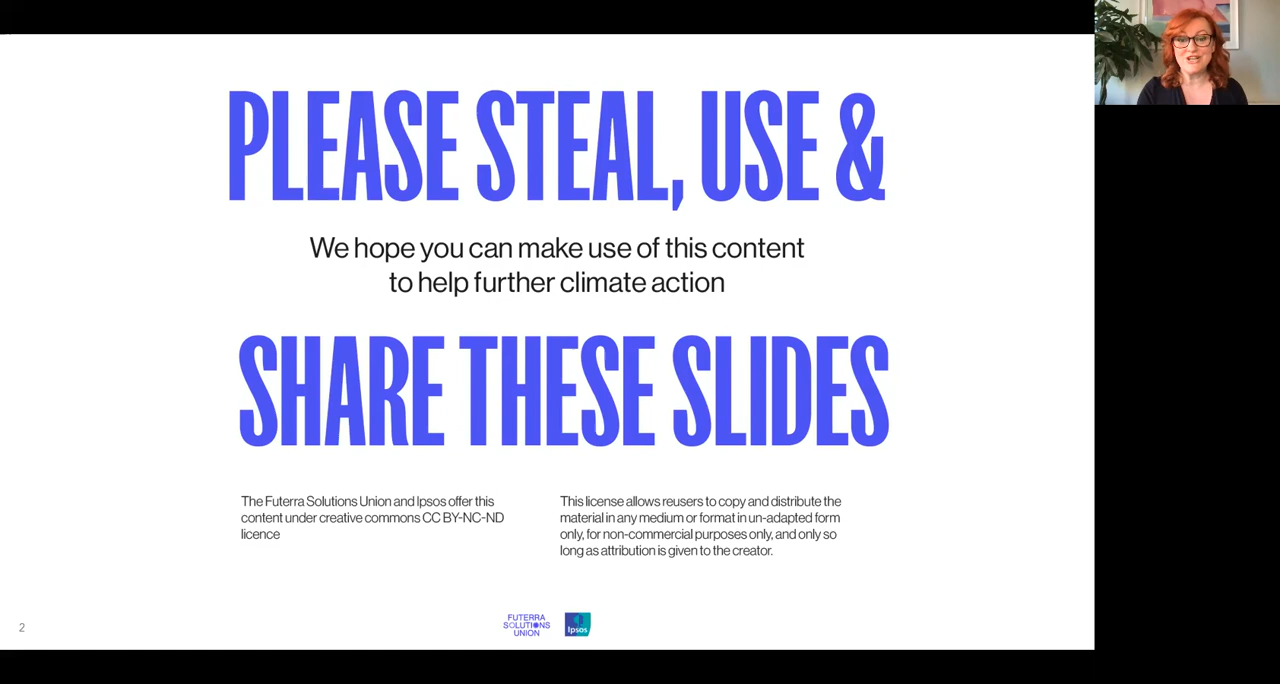 PLEASE STEAL, USE &
We hope you can make use of this content
to help further climate action
SHARE THESE SLIDES
The Futerra Solutions Union and Ipsos offer this
content under creative commons CC BY-NC-ND
licence
This license allows reusers to copy and distribute the
material in any medium or format in un-adapted form
only, for non-commercial purposes only, and only so
long as attribution is given to the creator.
2
FUTERRA
SOLUTIONS
UNION
Ipsos